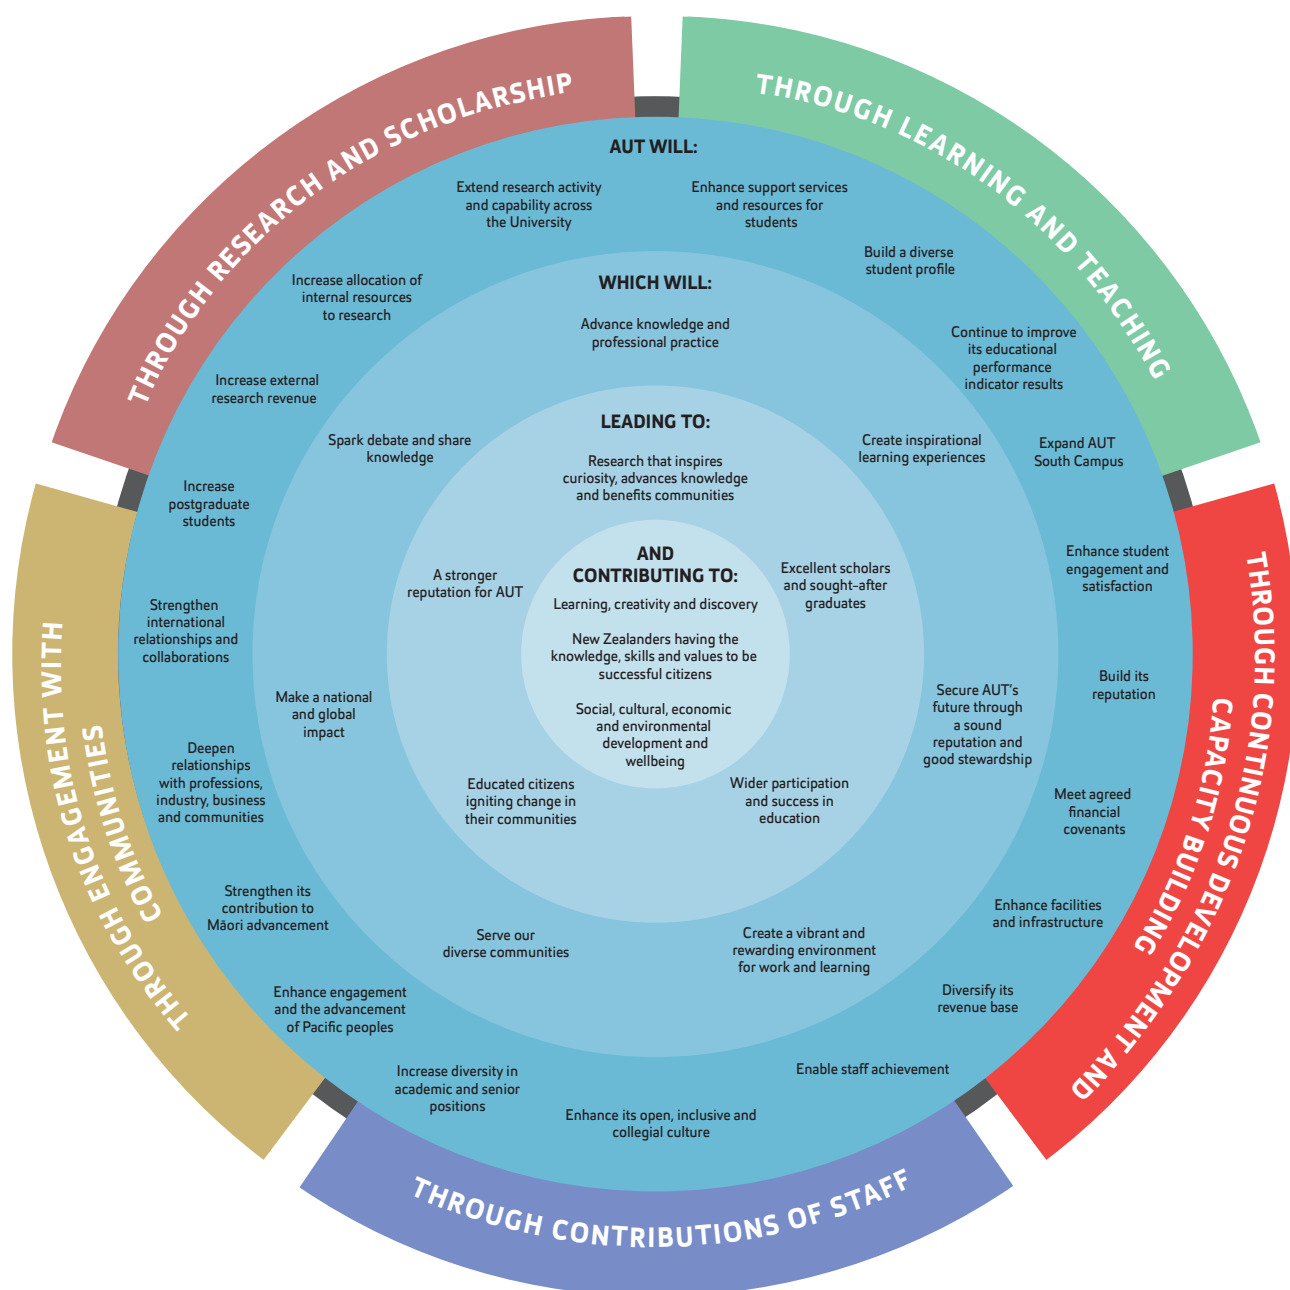 THROUGH RESEARCH AND SCHOLARSHIP
THROUGH LEARNING AND TEACHING
THROUGH CONTINUOUS DEVELOPMENT AND
CAPACITY BUILDING
THROUGH CONTRIBUTIONS OF STAFF
THROUGH ENGAGEMENT WITH
COMMUNITIES
AUT WILL:
Extend research activity
and capability across
the University
Enhance support services
and resources for
students
Build a diverse
student profile
Continue to improve
its educational
performance
indicator results
Expand AUT
South Campus
Enhance student
engagement and
satisfaction
Build its
reputation
Meet agreed
financial
covenants
Enhance facilities
and infrastructure
Diversify its
revenue base
Enable staff achievement
Enhance its open, inclusive and
collegial culture
Increase diversity in
academic and senior
positions
Enhance engagement
and the advancement
of Pacific peoples
Strengthen its
contribution to
Māori advancement
Deepen
relationships
with professions,
industry, business
and communities
Strengthen
international
relationships and
collaborations
Increase
postgraduate
students
Increase external
research revenue
Increase allocation of
internal resources
to research
WHICH WILL:
Advance knowledge and
professional practice
Create inspirational
learning experiences
Secure AUT's
future through
a sound
reputation and
good stewardship
Create a vibrant and
rewarding environment
for work and learning
Serve our
diverse communities
Make a national
and global
impact
Spark debate and share
knowledge
LEADING TO:
Research that inspires
curiosity, advances knowledge
and benefits communities
Excellent scholars
and sought-after
graduates
Wider participation
and success in
education
Educated citizens
igniting change in
their communities
A stronger
reputation for AUT
AND
CONTRIBUTING TO:
Learning, creativity and discovery
New Zealanders having the
knowledge, skills and values to be
successful citizens
Social, cultural, economic
and environmental
development and
wellbeing